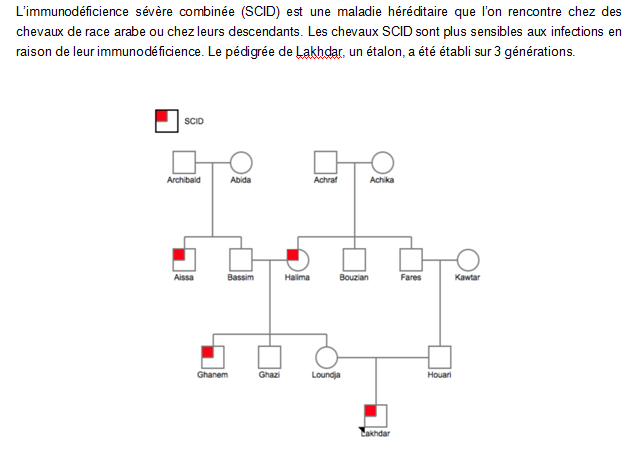 L'immunodéficience sévère combinée (SCID) est une maladie héréditaire que l'on rencontre chez des
chevaux de race arabe ou chez leurs descendants. Les chevaux SCID sont plus sensibles aux infections en
raison de leur immunodéficience. Le pédigrée de Lakhdar, un étalon, a été établi sur 3 générations.
SCID
Archibald Abida Achraf Achika
Aissa Bassim Halima Bouzian Fares Kawtar
Ghanem Ghazi Loundja Houari
Lakhdar